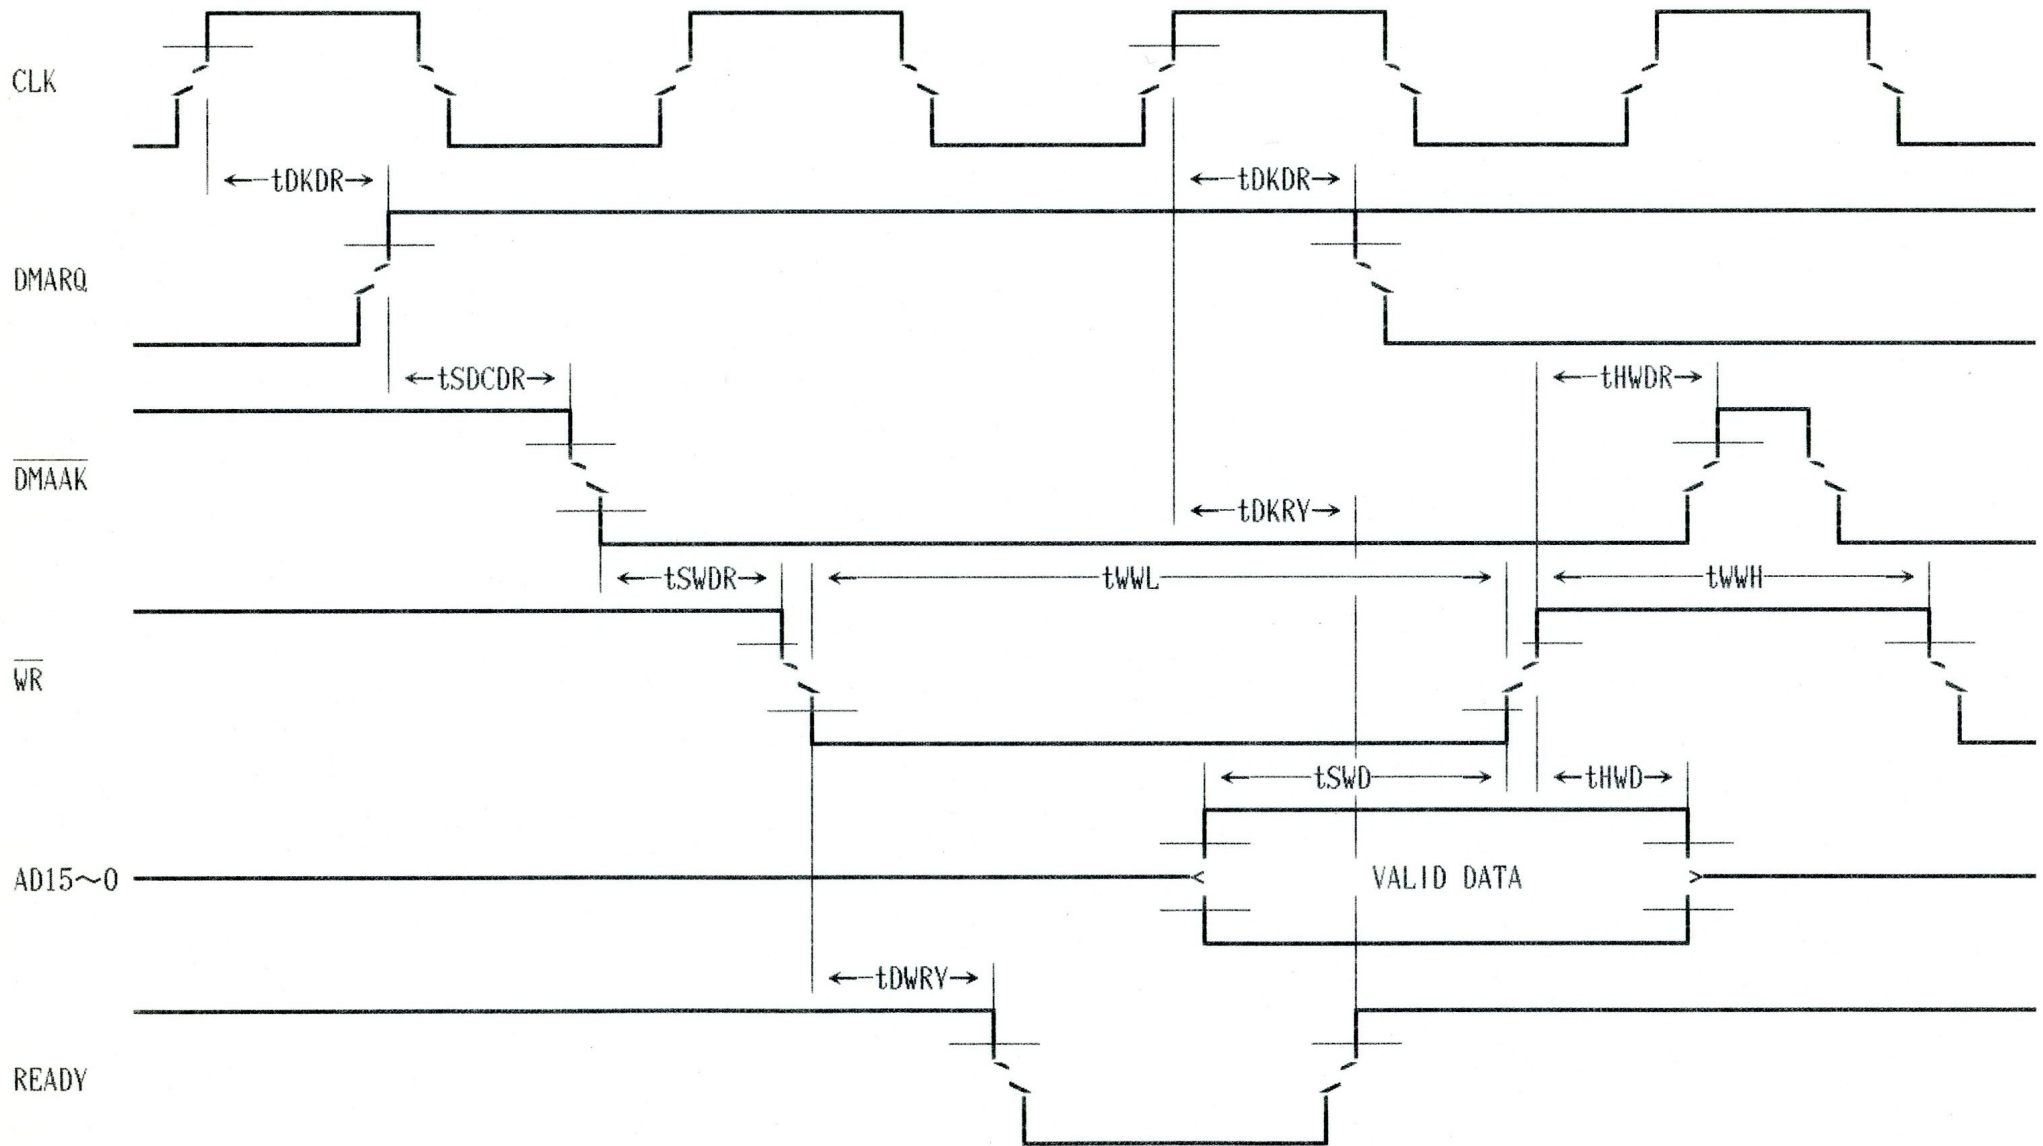 CLK
tDKDR tDKDR
DMARQ
tSDCDR tHWDR
DMAAK
tDKRY
tSWDR tWWL tWWH
WR
tSWD tHWD
AD15～0 VALID DATA
tDWRY
READY